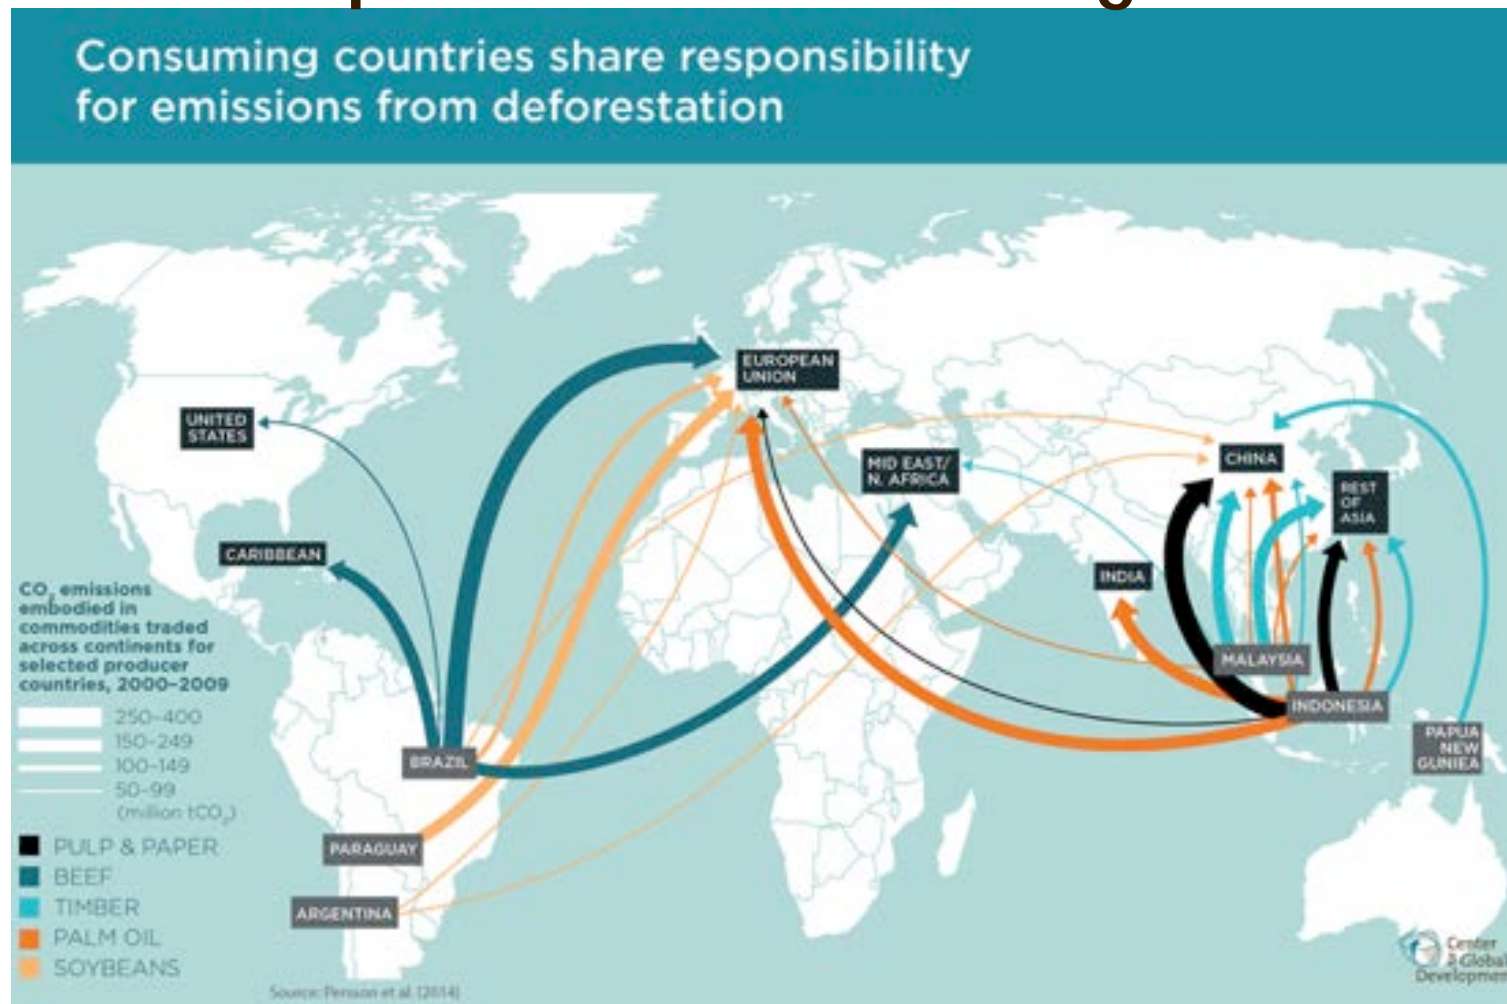 Consuming countries share responsibility
for emissions from deforestation
EUROPEAN
UNION
UNITED
STATES
MID EAST/
N. AFRICA
CHINA
REST
OF
ASIA
CARIBBEAN
INDIA
CO₂ emissions
embodied in
commodities traded
across continents for
selected producer
countries, 2000–2009
250–400
150–249
100–149
50–99
(million tCO₂)
MALAYSIA
INDONESIA
PAPUA
NEW
GUNIEA
BRAZIL
PARAGUAY
ARGENTINA
PULP & PAPER
BEEF
TIMBER
PALM OIL
SOYBEANS
Source: Persson et al. (2014)
Center
Global
Development